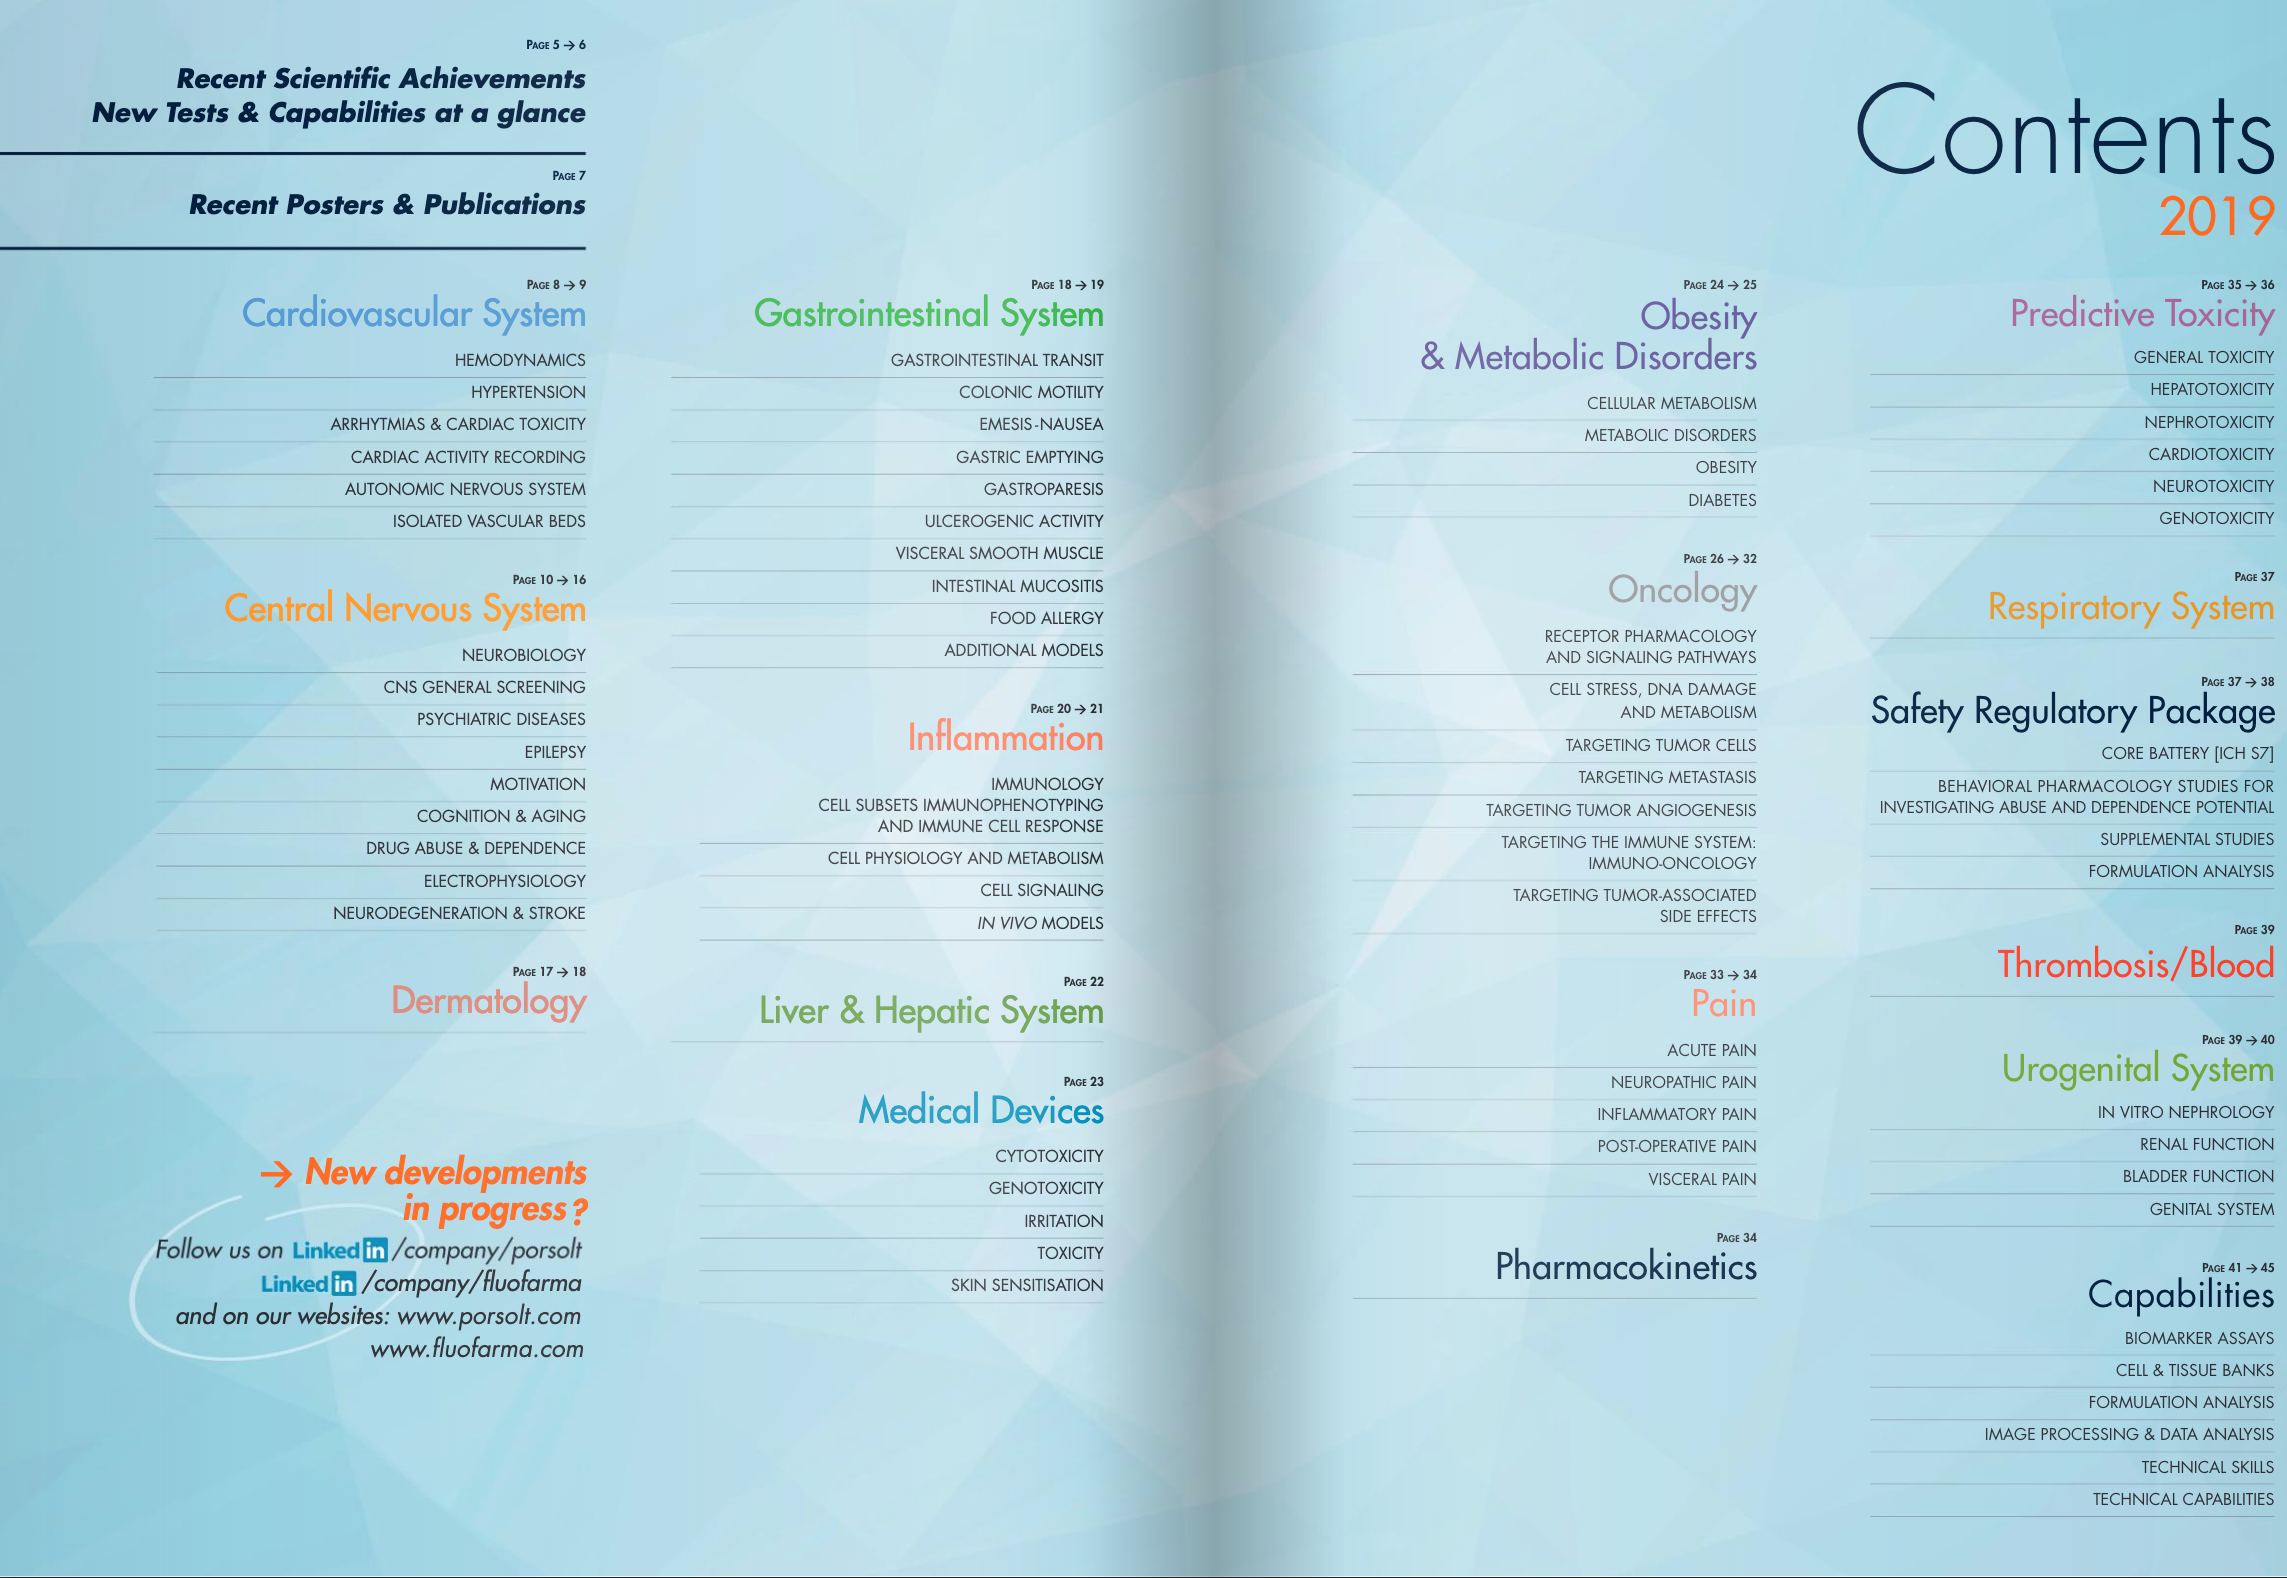 PAGE 5 → 6
Recent Scientific Achievements
New Tests & Capabilities at a glance
PAGE 7
Recent Posters & Publications
PAGE 8 → 9
Cardiovascular System
HEMODYNAMICS
HYPERTENSION
ARRHYTMIAS & CARDIAC TOXICITY
CARDIAC ACTIVITY RECORDING
AUTONOMIC NERVOUS SYSTEM
ISOLATED VASCULAR BEDS
PAGE 10 → 16
Central Nervous System
NEUROBIOLOGY
CNS GENERAL SCREENING
PSYCHIATRIC DISEASES
EPILEPSY
MOTIVATION
COGNITION & AGING
DRUG ABUSE & DEPENDENCE
ELECTROPHYSIOLOGY
NEURODEGENERATION & STROKE
PAGE 17 → 18
Dermatology
→ New developments
in progress ?
Follow us on Linked in /company/porsolt
Linked in /company/fluofarma
and on our websites: www.porsolt.com
www.fluofarma.com
PAGE 18 → 19
Gastrointestinal System
GASTROINTESTINAL TRANSIT
COLONIC MOTILITY
EMESIS-NAUSEA
GASTRIC EMPTYING
GASTROPARESIS
ULCEROGENIC ACTIVITY
VISCERAL SMOOTH MUSCLE
INTESTINAL MUCOSITIS
FOOD ALLERGY
ADDITIONAL MODELS
PAGE 20 → 21
Inflammation
IMMUNOLOGY
CELL SUBSETS IMMUNOPHENOTYPING
AND IMMUNE CELL RESPONSE
CELL PHYSIOLOGY AND METABOLISM
CELL SIGNALING
IN VIVO MODELS
PAGE 22
Liver & Hepatic System
PAGE 23
Medical Devices
CYTOTOXICITY
GENOTOXICITY
IRRITATION
TOXICITY
SKIN SENSITISATION
Contents
2019
PAGE 24 → 25
Obesity
& Metabolic Disorders
CELLULAR METABOLISM
METABOLIC DISORDERS
OBESITY
DIABETES
PAGE 26 → 32
Oncology
RECEPTOR PHARMACOLOGY
AND SIGNALING PATHWAYS
CELL STRESS, DNA DAMAGE
AND METABOLISM
TARGETING TUMOR CELLS
TARGETING METASTASIS
TARGETING TUMOR ANGIOGENESIS
TARGETING THE IMMUNE SYSTEM:
IMMUNO-ONCOLOGY
TARGETING TUMOR-ASSOCIATED
SIDE EFFECTS
PAGE 33 → 34
Pain
ACUTE PAIN
NEUROPATHIC PAIN
INFLAMMATORY PAIN
POST-OPERATIVE PAIN
VISCERAL PAIN
PAGE 34
Pharmacokinetics
PAGE 35 → 36
Predictive Toxicity
GENERAL TOXICITY
HEPATOTOXICITY
NEPHROTOXICITY
CARDIOTOXICITY
NEUROTOXICITY
GENOTOXICITY
PAGE 37
Respiratory System
PAGE 37 → 38
Safety Regulatory Package
CORE BATTERY [ICH S7]
BEHAVIORAL PHARMACOLOGY STUDIES FOR
INVESTIGATING ABUSE AND DEPENDENCE POTENTIAL
SUPPLEMENTAL STUDIES
FORMULATION ANALYSIS
PAGE 39
Thrombosis/Blood
PAGE 39 → 40
Urogenital System
IN VITRO NEPHROLOGY
RENAL FUNCTION
BLADDER FUNCTION
GENITAL SYSTEM
PAGE 41 → 45
Capabilities
BIOMARKER ASSAYS
CELL & TISSUE BANKS
FORMULATION ANALYSIS
IMAGE PROCESSING & DATA ANALYSIS
TECHNICAL SKILLS
TECHNICAL CAPABILITIES